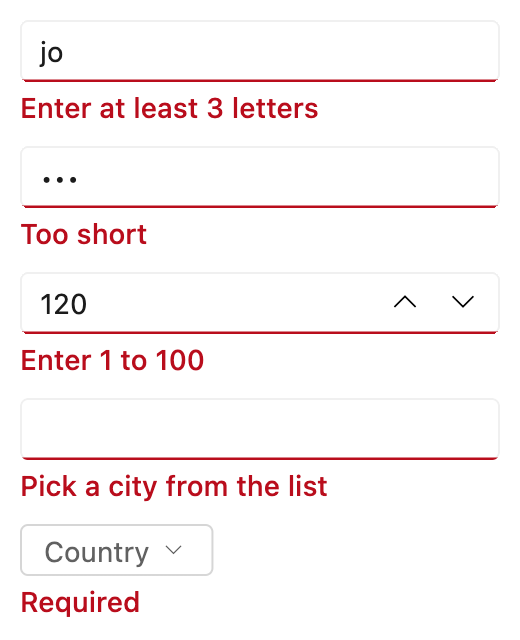 jo
Enter at least 3 letters
•••
Too short
120
Enter 1 to 100
Pick a city from the list
Country
Required